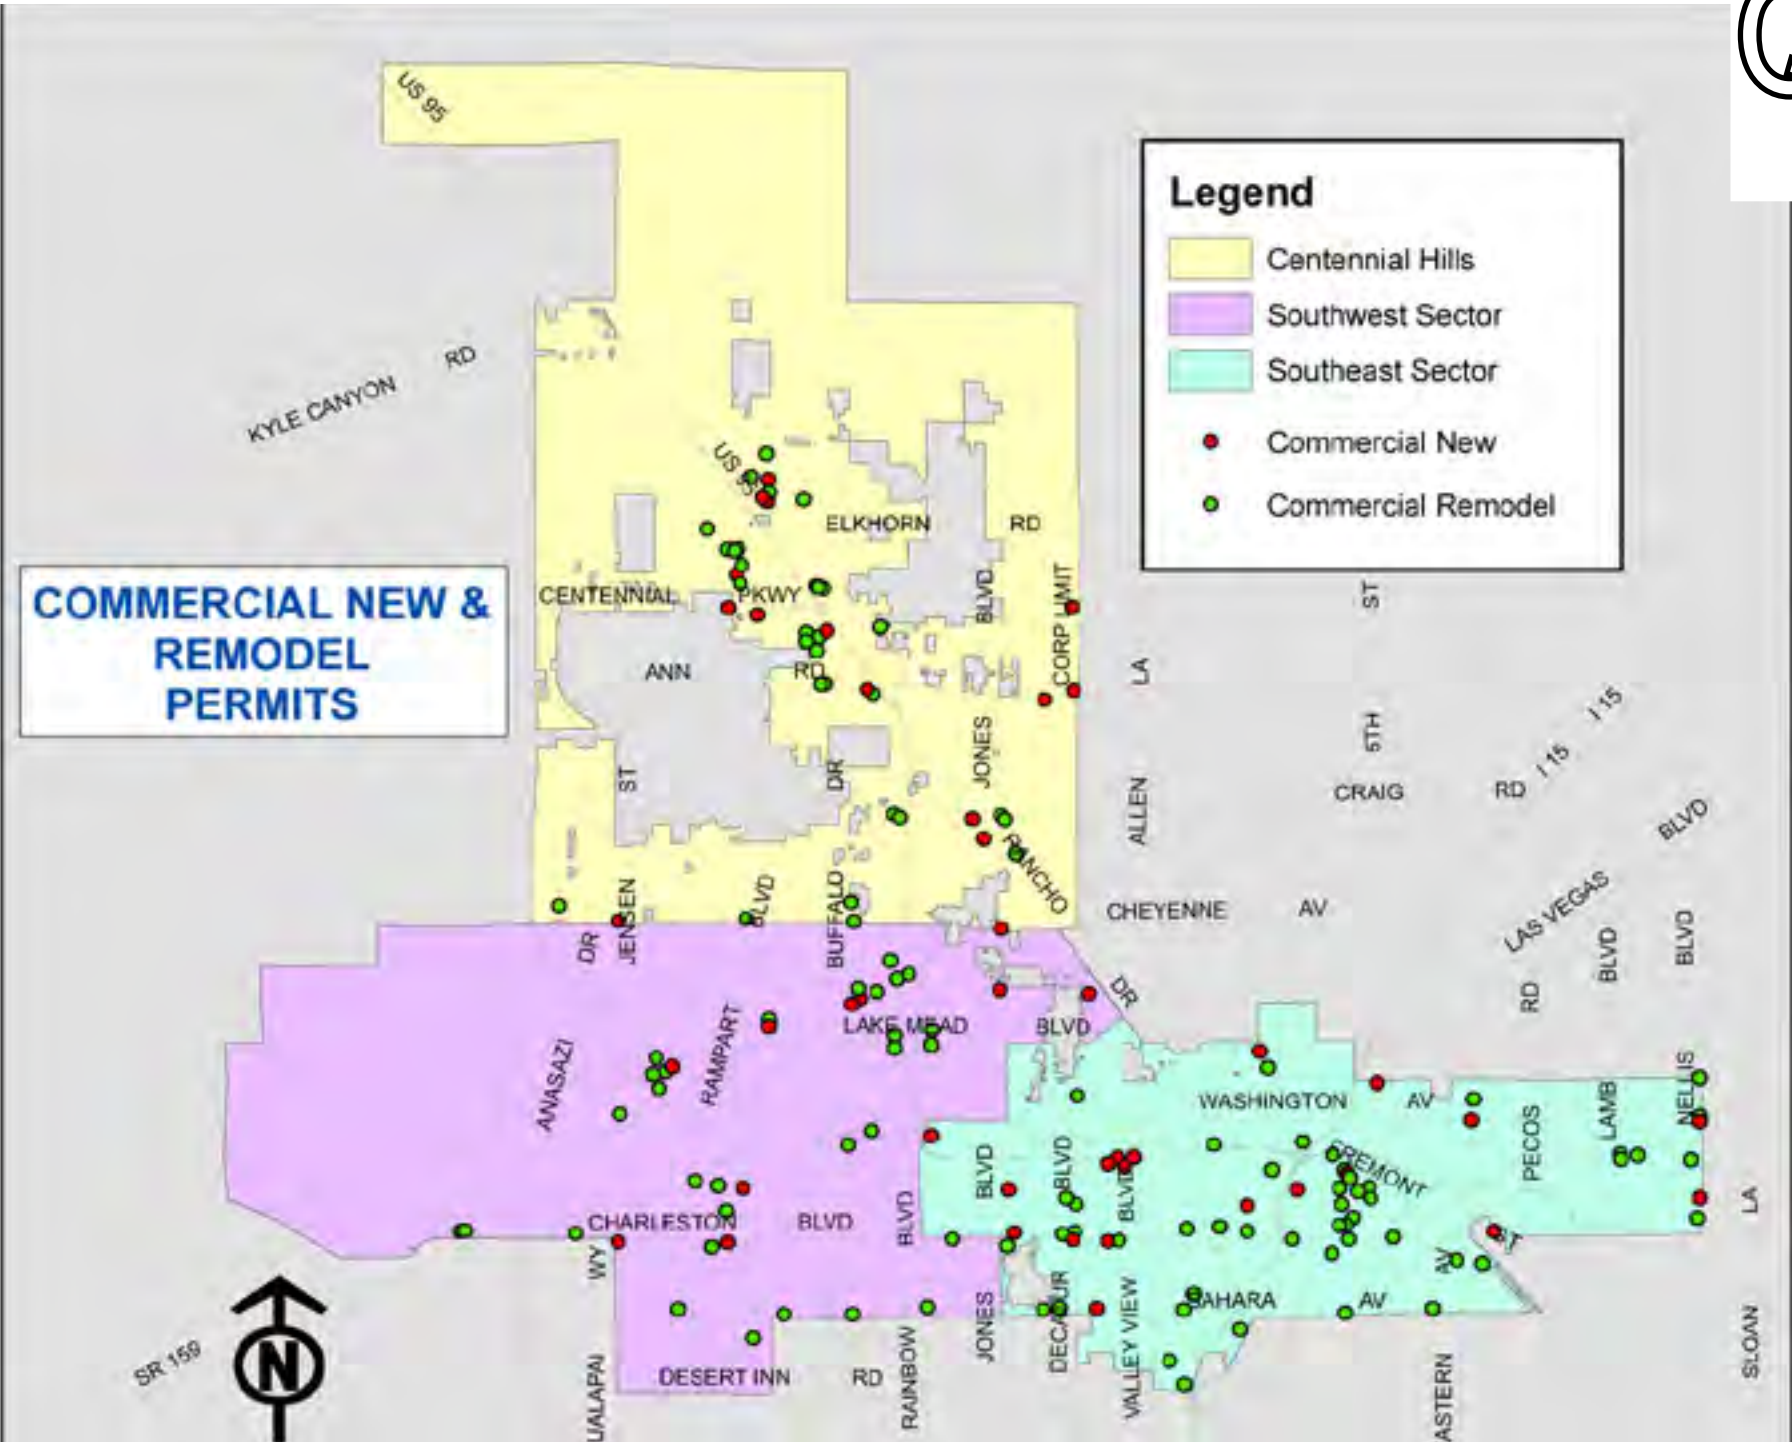 US 95
Legend
Centennial Hills
Southwest Sector
Southeast Sector
Commercial New
Commercial Remodel
KYLE CANYON RD
US 95
ELKHORN RD
COMMERCIAL NEW &
REMODEL
PERMITS
CENTENNIAL PKWY
BLVD
CORP LIMIT
ST
ANN RD
LA
5TH
I 15
I 15
JONES
ST
DR
ALLEN
CRAIG RD
BLVD
RANCHO
JENSEN
BLVD
BUFFALO
CHEYENNE AV
LAS VEGAS
DR
BLVD
BLVD
DR
RD
LAKE MEAD BLVD
RAMPART
ANASAZI
WASHINGTON AV
PECOS
LAMB
NELLIS
BLVD
BLVD
BLVD
FREMONT
ST
LA
CHARLESTON BLVD
BLVD
WY
AV
SAHARA AV
JONES
DECATUR
VALLEY VIEW
SLOAN
SR 159
N
DESERT INN RD
RAINBOW
UALAPAI
ASTERN